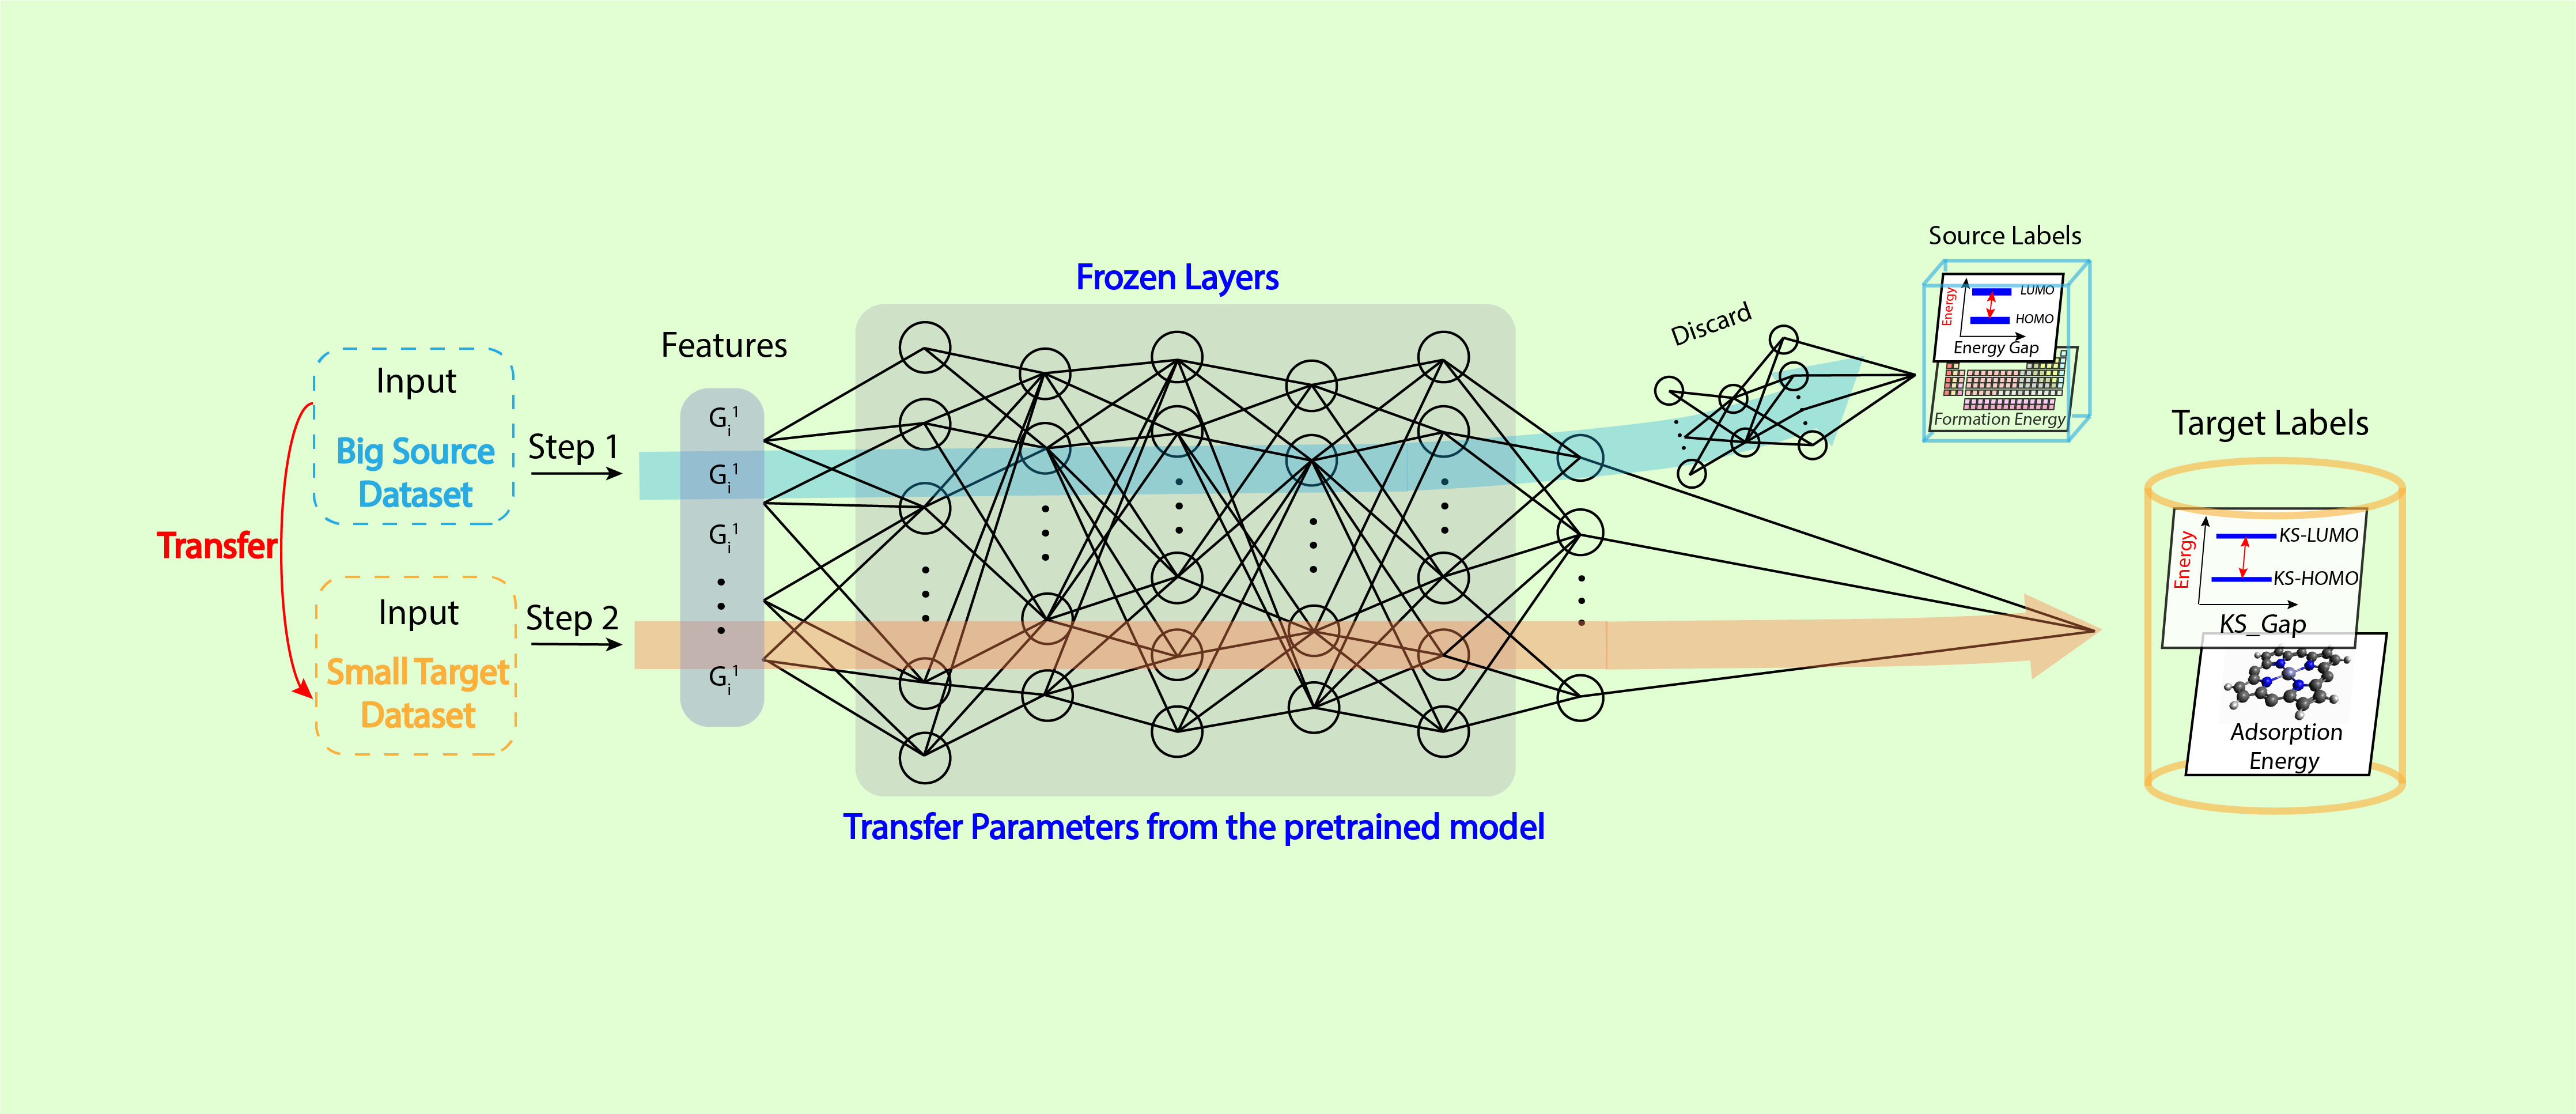 Input
Big Source
Dataset
Transfer
Input
Small Target
Dataset
Step 1
Step 2
Features
G_i^1
G_i^1
G_i^1
G_i^1
Frozen Layers
Transfer Parameters from the pretrained model
Discard
Source Labels
Energy
LUMO
HOMO
Energy Gap
Formation Energy
Target Labels
Energy
KS-LUMO
KS-HOMO
KS_Gap
Adsorption
Energy